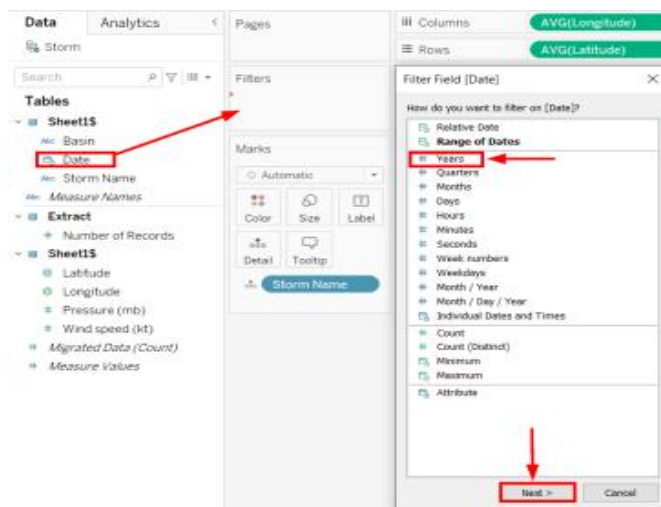 Data Analytics
Storm
Search
Tables
Sheet1$
Abc Basin
Date
Abc Storm Name
Abc Measure Names
Extract
# Number of Records
Sheet1$
Latitude
Longitude
# Pressure (mb)
# Wind speed (kt)
# Migrated Data (Count)
# Measure Values
Pages
Filters
Marks
Automatic
Color Size Label
Detail Tooltip
Storm Name
Columns AVG(Longitude)
Rows AVG(Latitude)
Filter Field [Date]
How do you want to filter on [Date]?
Relative Date
Range of Dates
# Years
# Quarters
# Months
# Days
# Hours
# Minutes
# Seconds
# Week numbers
# Weekdays
# Month / Year
# Month / Day / Year
Individual Dates and Times
# Count
# Count (Distinct)
Minimum
Maximum
Attribute
Next > Cancel